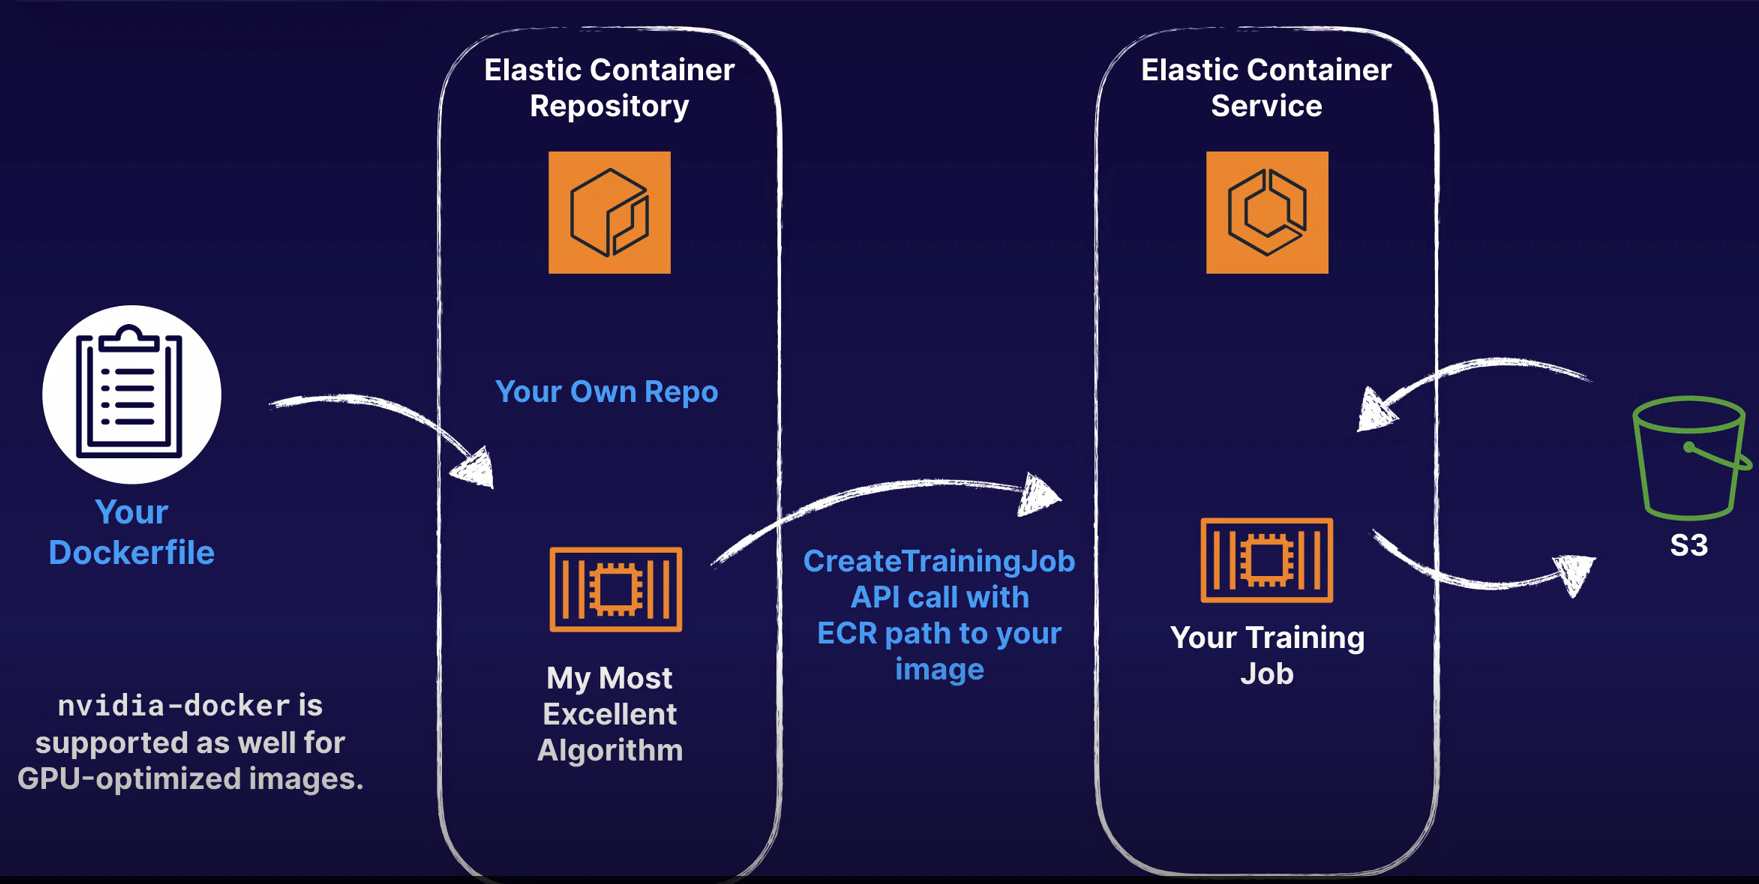 Elastic Container
Repository
Elastic Container
Service
Your Own Repo
Your
Dockerfile
CreateTrainingJob
API call with
ECR path to your
image
S3
Your Training
Job
My Most
Excellent
Algorithm
nvidia-docker is
supported as well for
GPU-optimized images.